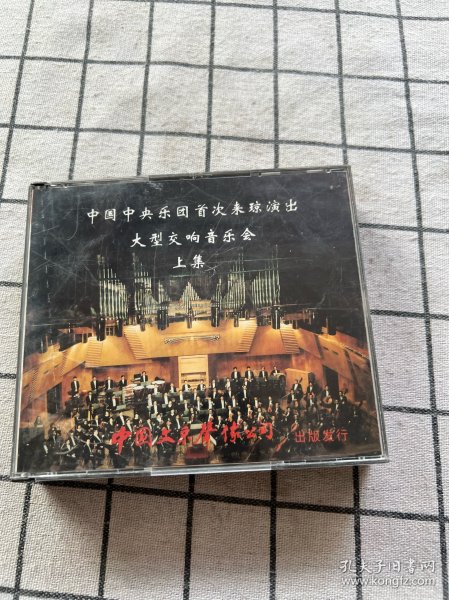 中国中央乐团首次来琼演出
大型交响音乐会
上集
中国文采声像公司 出版发行
孔夫子旧书网
www.kongfz.com